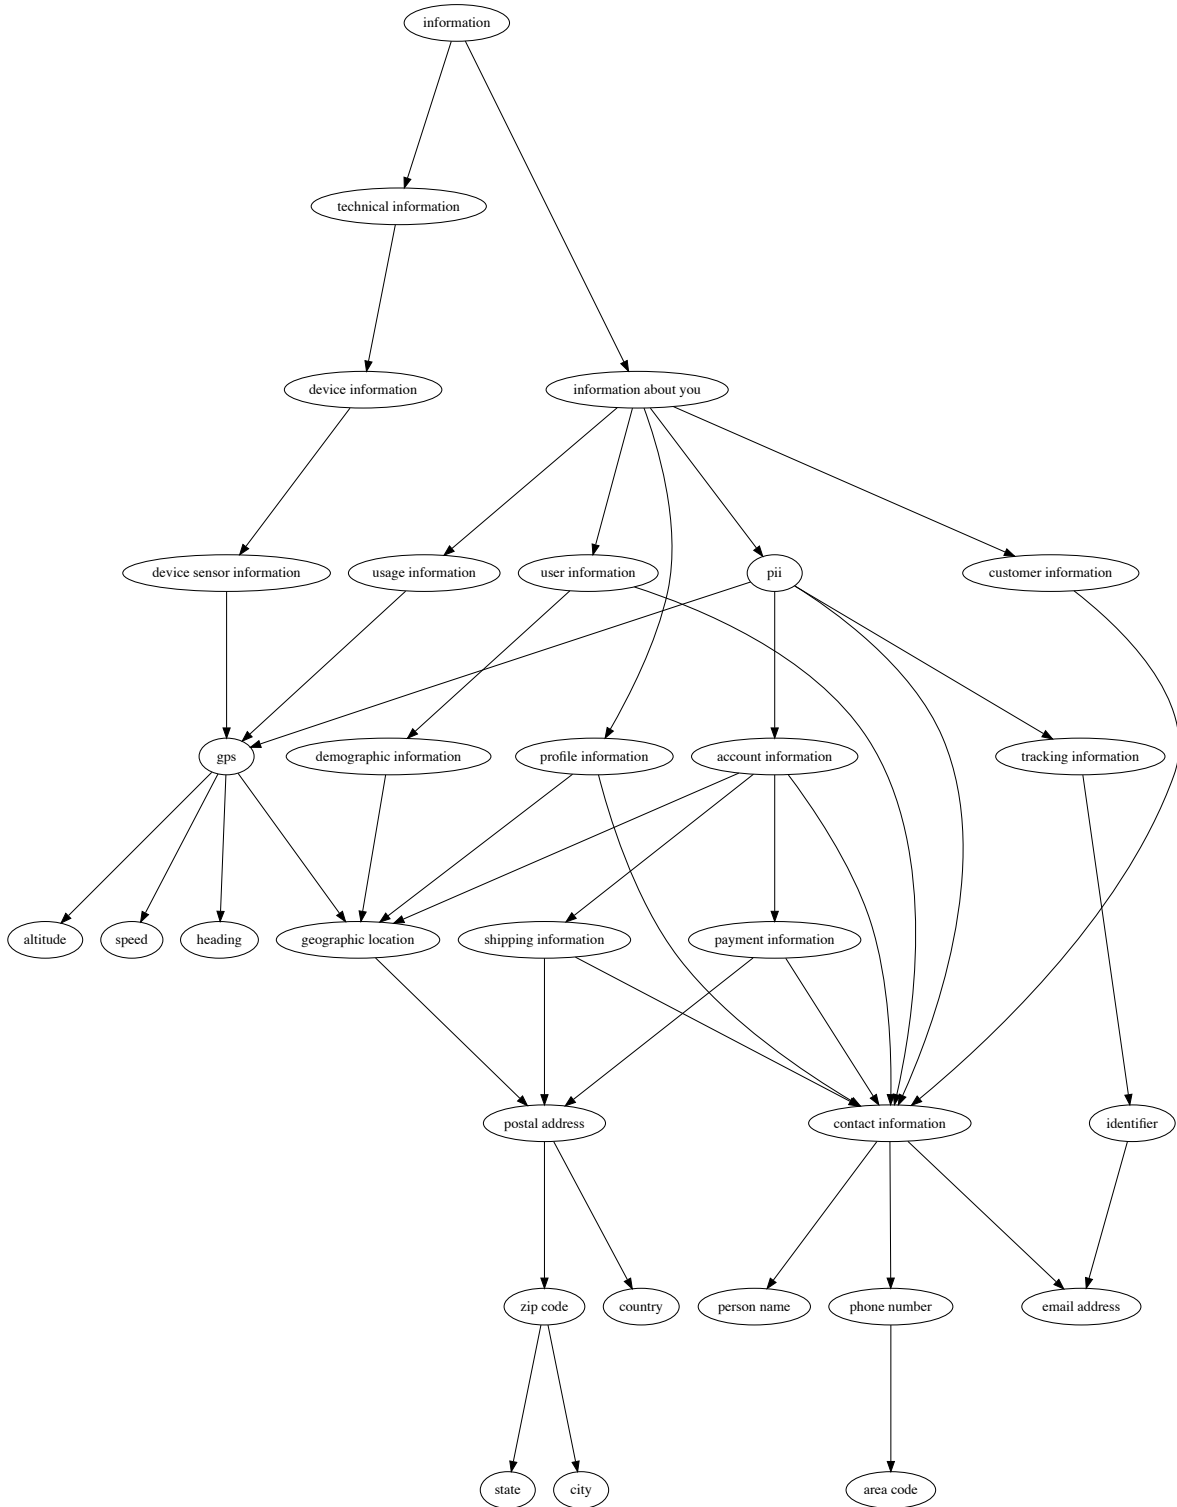 information
technical information
device information
information about you
device sensor information
usage information
user information
pii
customer information
gps
demographic information
profile information
account information
tracking information
altitude
speed
heading
geographic location
shipping information
payment information
postal address
contact information
identifier
zip code
country
person name
phone number
email address
state
city
area code